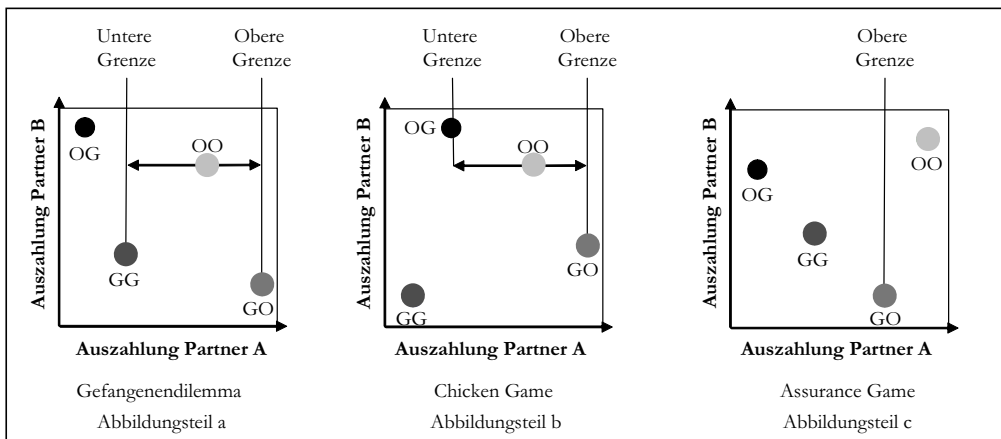 Untere
Grenze
Obere
Grenze
Auszahlung Partner B
OG
OO
GG
GO
Auszahlung Partner A
Gefangenendilemma
Abbildungsteil a
Untere
Grenze
Obere
Grenze
Auszahlung Partner B
OG
OO
GO
GG
Auszahlung Partner A
Chicken Game
Abbildungsteil b
Obere
Grenze
Auszahlung Partner B
OO
OG
GG
GO
Auszahlung Partner A
Assurance Game
Abbildungsteil c